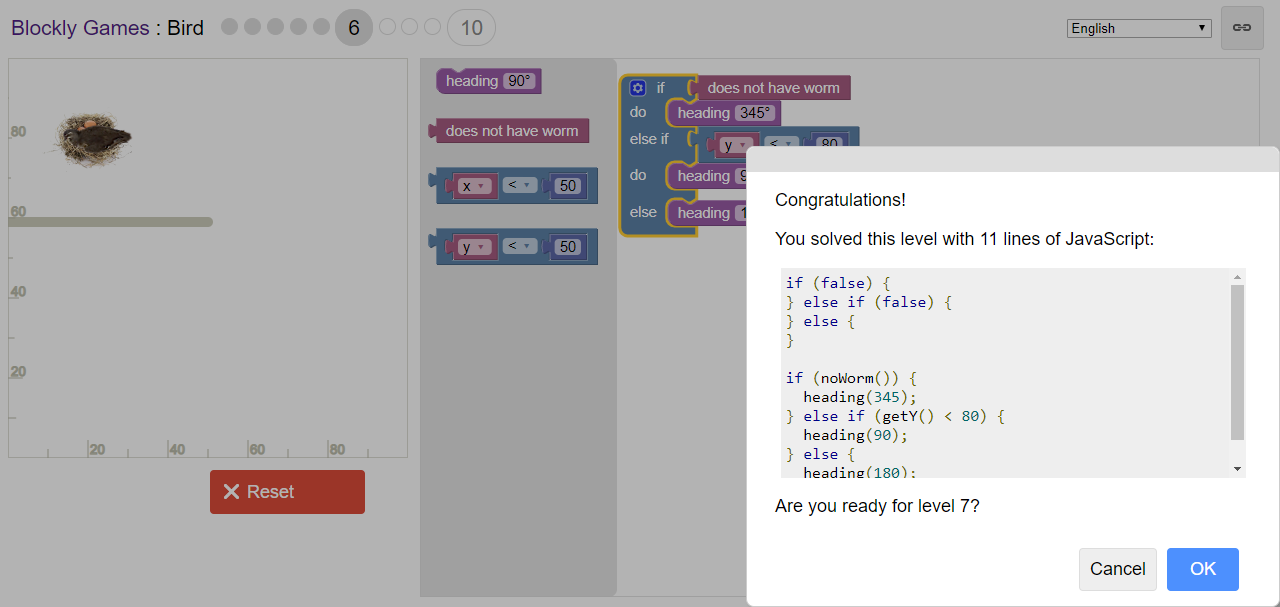 Blockly Games : Bird
6
10
English
80
60
40
20
20
40
60
80
Reset
heading 90°
does not have worm
x < 50
y < 50
if does not have worm
do heading 345°
else if y < 80
do heading
else heading
Congratulations!
You solved this level with 11 lines of JavaScript:
if (false) {
} else if (false) {
} else {
}
if (noWorm()) {
heading(345);
} else if (getY() < 80) {
heading(90);
} else {
heading(180);
Are you ready for level 7?
Cancel
OK